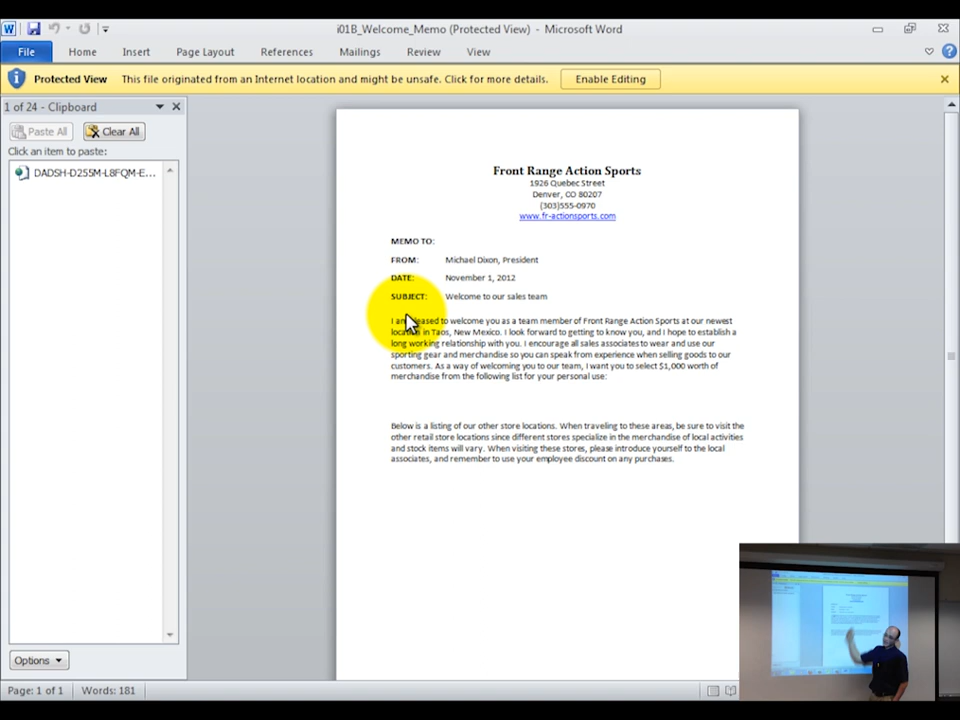 i01B_Welcome_Memo (Protected View) - Microsoft Word
File Home Insert Page Layout References Mailings Review View
Protected View This file originated from an Internet location and might be unsafe. Click for more details. Enable Editing
1 of 24 - Clipboard
Paste All Clear All
Click an item to paste:
DADSH-D255M-L8FQM-E...
Front Range Action Sports
1926 Quebec Street
Denver, CO 80207
(303)555-0970
www.fr-actionsports.com
MEMO TO:
FROM: Michael Dixon, President
DATE: November 1, 2012
SUBJECT: Welcome to our sales team
I am pleased to welcome you as a team member of Front Range Action Sports at our newest
location in Taos, New Mexico. I look forward to getting to know you, and I hope to establish a
long working relationship with you. I encourage all sales associates to wear and use our
sporting gear and merchandise so you can speak from experience when selling goods to our
customers. As a way of welcoming you to our team, I want you to select $1,000 worth of
merchandise from the following list for your personal use:
Below is a listing of our other store locations. When traveling to these areas, be sure to visit the
other retail store locations since different stores specialize in the merchandise of local activities
and stock items will vary. When visiting these stores, please introduce yourself to the local
associates, and remember to use your employee discount on any purchases.
Options
Page: 1 of 1 Words: 181